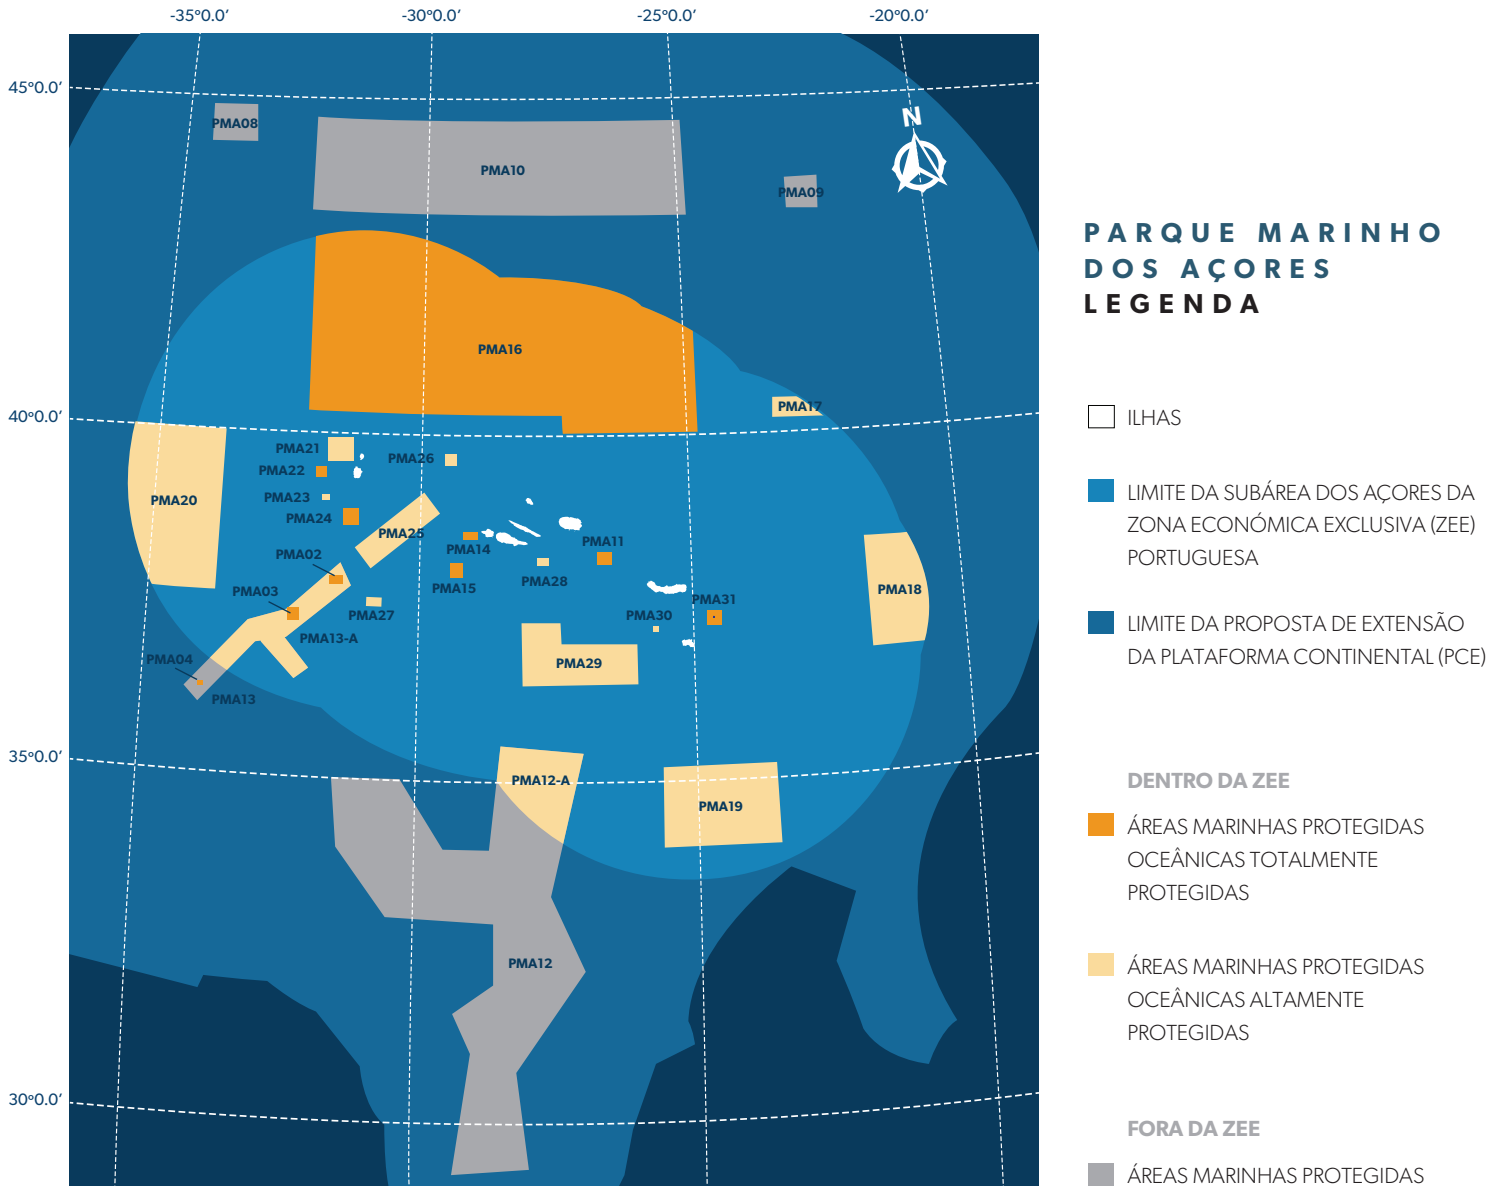 -35°0.0′ -30°0.0′ -25°0.0′ -20°0.0′
45°0.0′
N
PMA08
PMA10
PMA09
PMA16
40°0.0′
PMA17
PMA21
PMA26
PMA22
PMA23
PMA20
PMA24
PMA25
PMA14
PMA11
PMA02
PMA28
PMA15
PMA18
PMA03
PMA27
PMA31
PMA30
PMA13-A
PMA04
PMA29
PMA13
35°0.0′
PMA12-A
PMA19
PMA12
30°0.0′
PARQUE MARINHO
DOS AÇORES
LEGENDA
ILHAS
LIMITE DA SUBÁREA DOS AÇORES DA
ZONA ECONÓMICA EXCLUSIVA (ZEE)
PORTUGUESA
LIMITE DA PROPOSTA DE EXTENSÃO
DA PLATAFORMA CONTINENTAL (PCE)
DENTRO DA ZEE
ÁREAS MARINHAS PROTEGIDAS
OCEÂNICAS TOTALMENTE
PROTEGIDAS
ÁREAS MARINHAS PROTEGIDAS
OCEÂNICAS ALTAMENTE
PROTEGIDAS
FORA DA ZEE
ÁREAS MARINHAS PROTEGIDAS